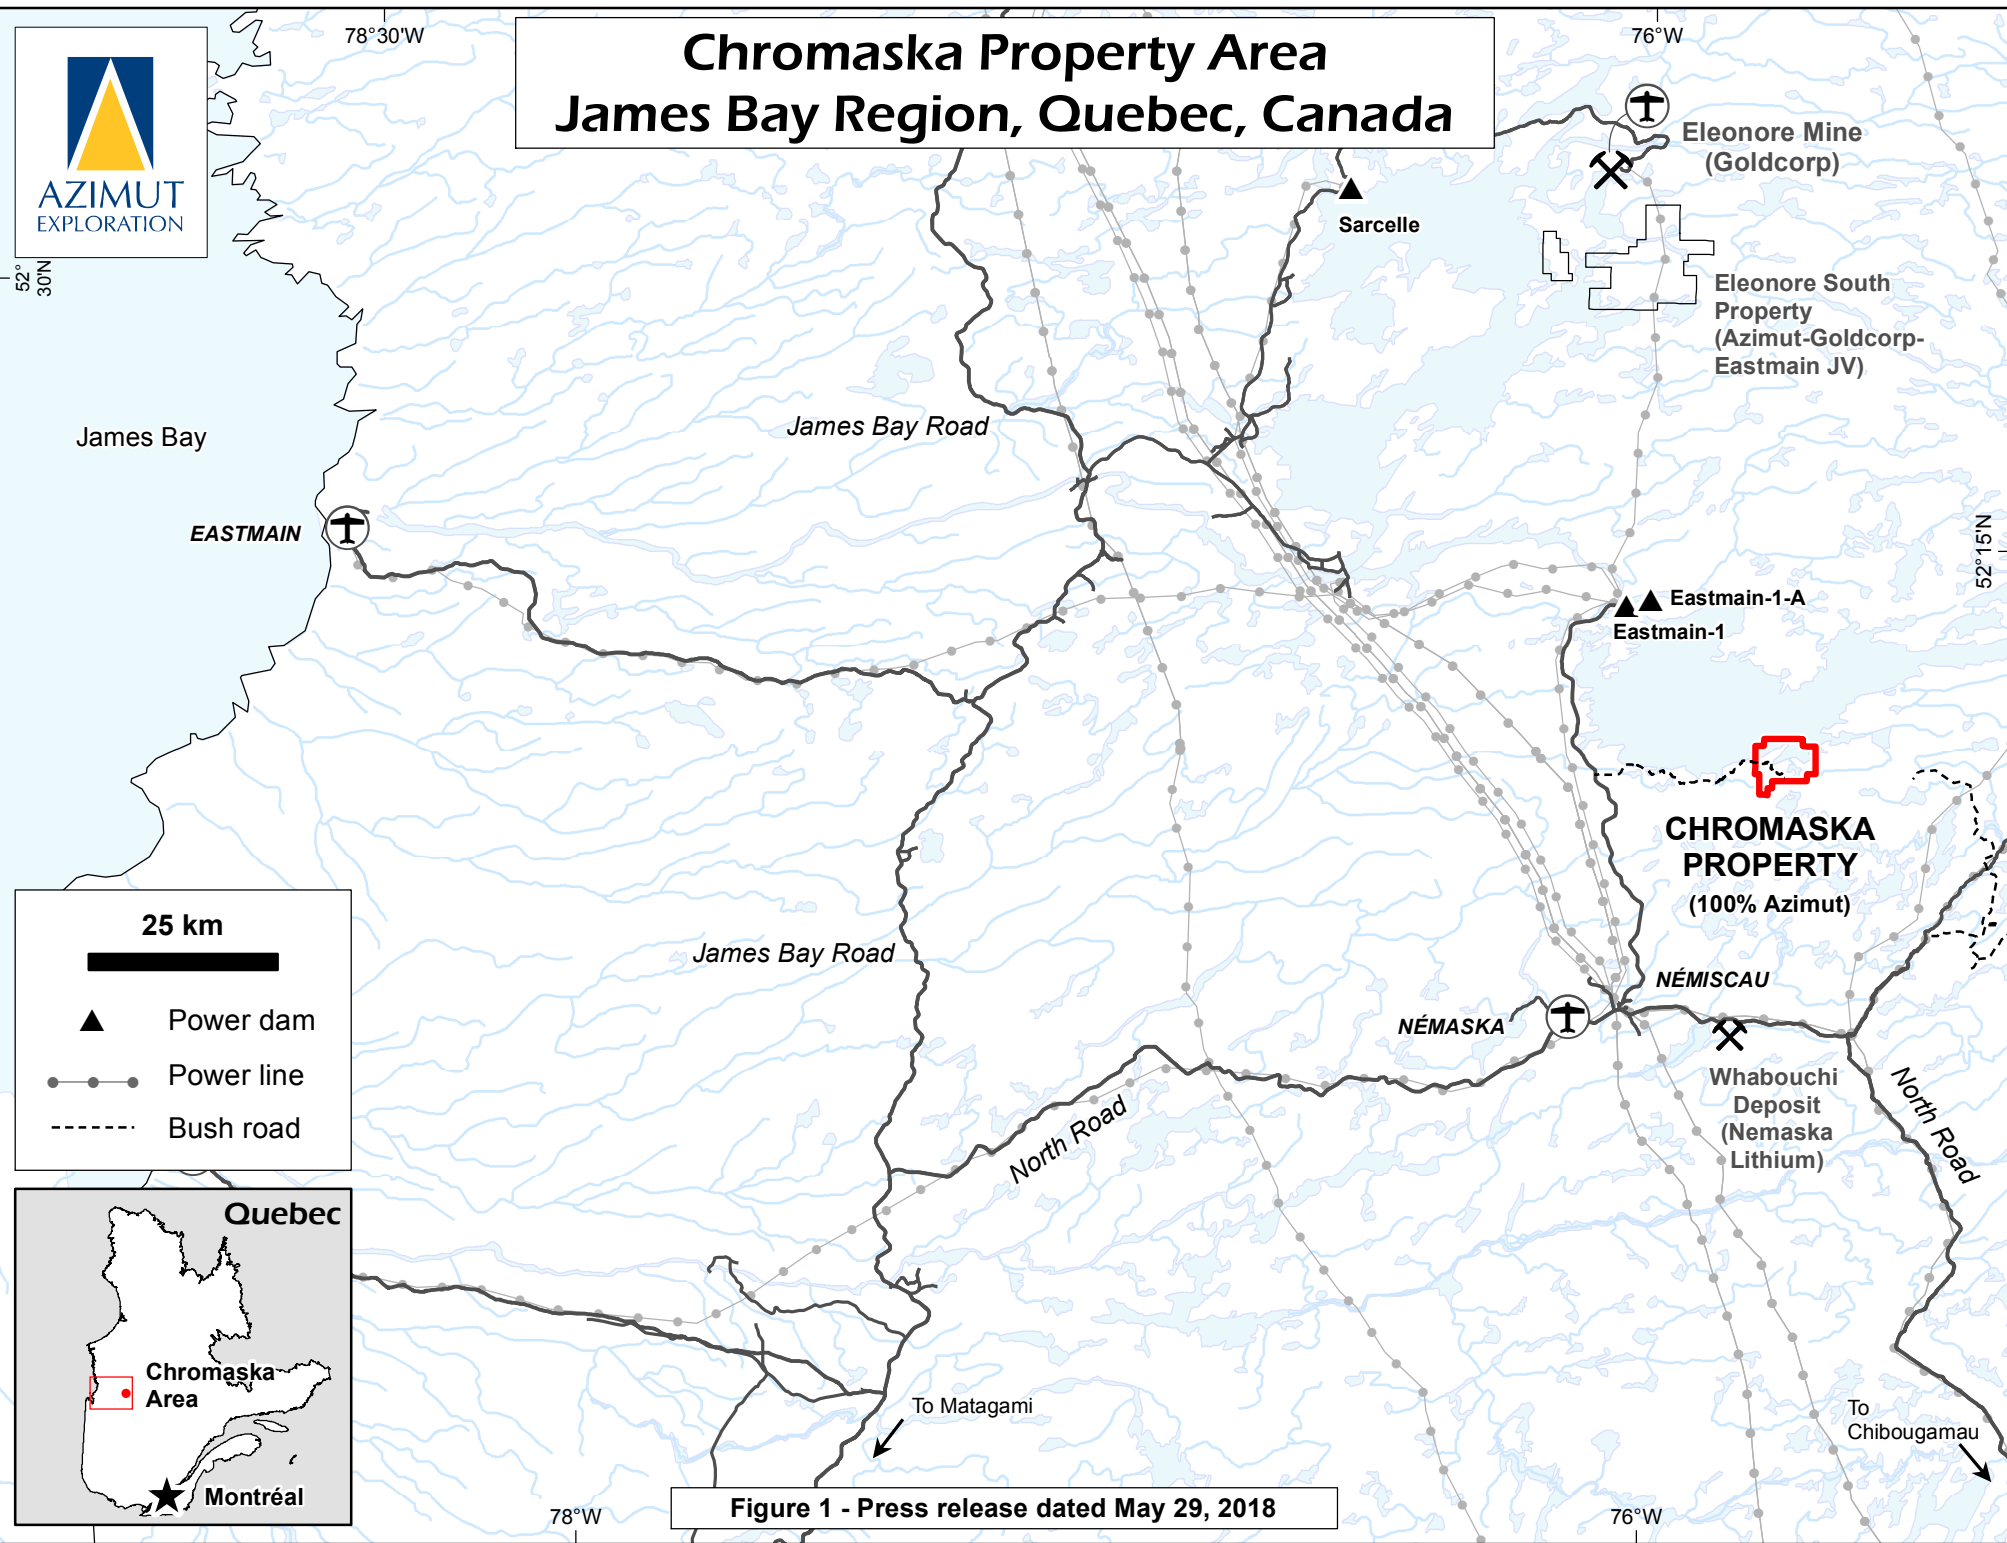 78°30'W
Chromaska Property Area
James Bay Region, Quebec, Canada
76°W
AZIMUT
EXPLORATION
Eleonore Mine
(Goldcorp)
Sarcelle
52°
30'N
Eleonore South
Property
(Azimut-Goldcorp-
Eastmain JV)
James Bay
James Bay Road
EASTMAIN
52°15'N
Eastmain-1-A
Eastmain-1
CHROMASKA
PROPERTY
(100% Azimut)
25 km
Power dam
Power line
Bush road
James Bay Road
NÉMISCAU
NÉMASKA
Whabouchi
Deposit
(Nemaska
Lithium)
North Road
North Road
Quebec
Chromaska
Area
Montréal
To Matagami
To
Chibougamau
78°W
Figure 1 - Press release dated May 29, 2018
76°W